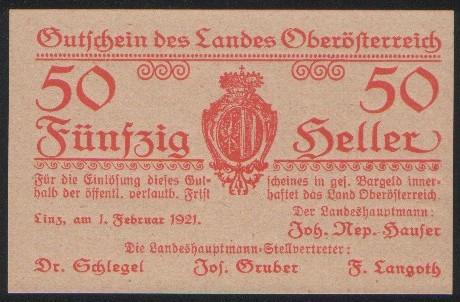 Gutschein des Landes Oberösterreich
50 50
Fünfzig Heller
Für die Einlösung dieses Gut- scheines in ges. Bargeld inner-
halb der öffentl. verlautb. Frist haftet das Land Oberösterreich.
Linz, am 1. Februar 1921. Der Landeshauptmann:
Joh. Nep. Hauser
Die Landeshauptmann-Stellvertreter:
Dr. Schlegel Jos. Gruber F. Langoth